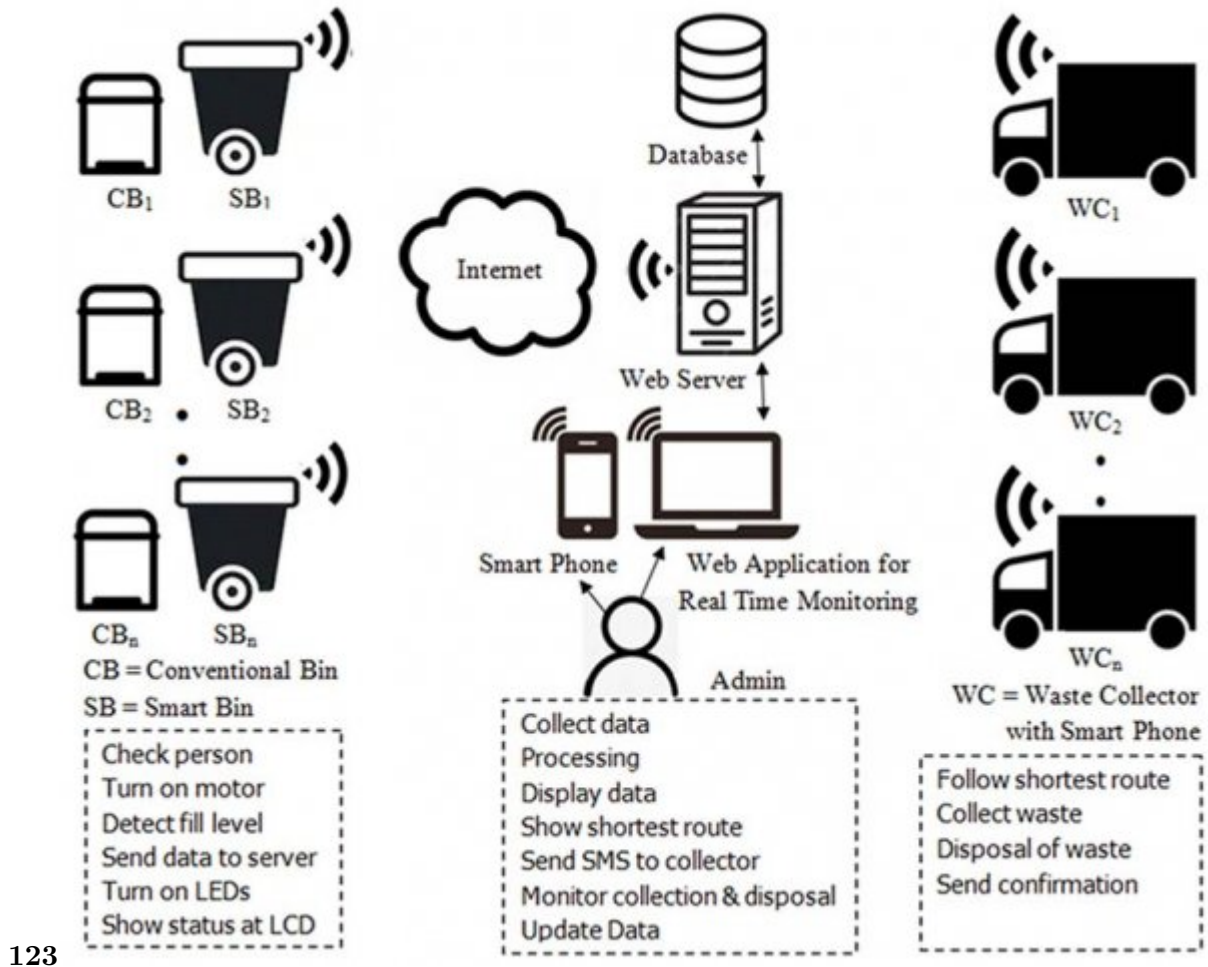 CB₁
SB₁
CB₂
SB₂
CBₙ
SBₙ
CB = Conventional Bin
SB = Smart Bin
Check person
Turn on motor
Detect fill level
Send data to server
Turn on LEDs
Show status at LCD
Database
Internet
Web Server
Smart Phone
Web Application for
Real Time Monitoring
Admin
Collect data
Processing
Display data
Show shortest route
Send SMS to collector
Monitor collection & disposal
Update Data
WC₁
WC₂
WCₙ
WC = Waste Collector
with Smart Phone
Follow shortest route
Collect waste
Disposal of waste
Send confirmation
123